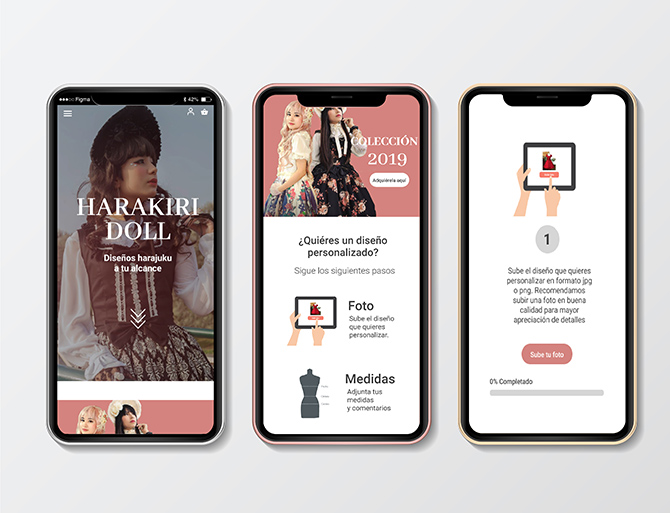 Figma
42%
HARAKIRI
DOLL
Diseños harajuku
a tu alcance
COLECCIÓN
2019
Adquiérela aquí
¿Quiéres un diseño
personalizado?
Sigue los siguientes pasos
Foto
Sube el diseño
que quieres
personalizar.
Medidas
Adjunta tus
medidas
y comentarios
1
Sube el diseño que quieres
personalizar en formato jpg
o png. Recomendamos
subir una foto en buena
calidad para mayor
apreciación de detalles
Sube tu foto
0% Completado